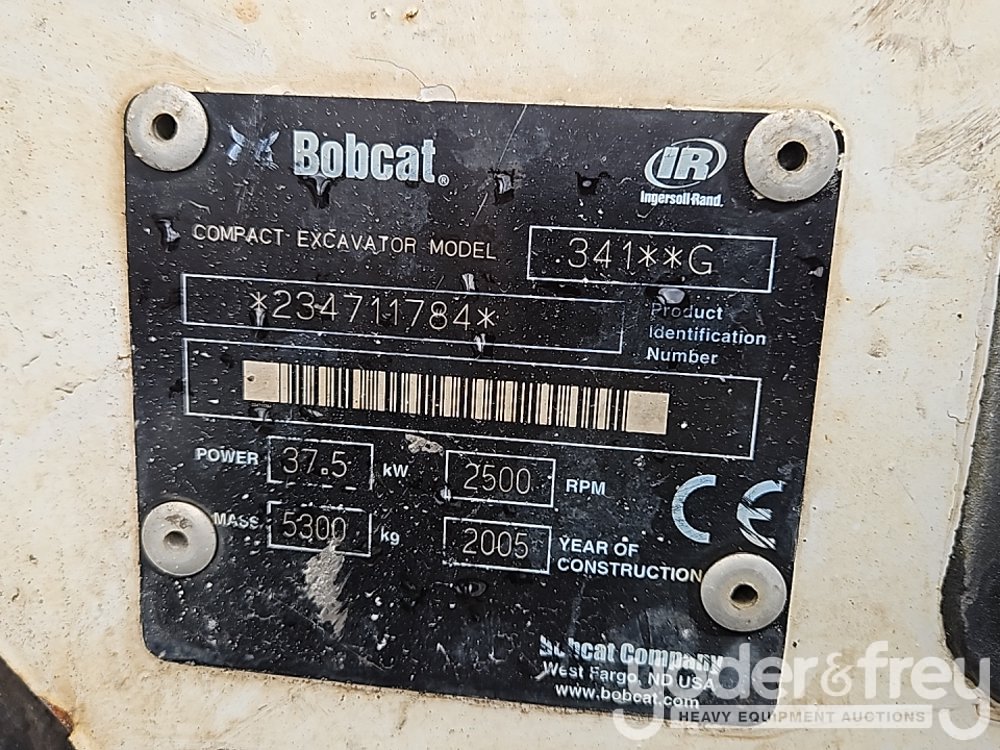 Bobcat®
IR
Ingersoll-Rand.
COMPACT EXCAVATOR MODEL 341**G
*234711784*
Product
Identification
Number
POWER 37.5 kW 2500 RPM
MASS 5300 kg 2005 YEAR OF
CONSTRUCTION
CE
Bobcat Company
West Fargo, ND USA
www.bobcat.com
yoder&frey
HEAVY EQUIPMENT AUCTIONS